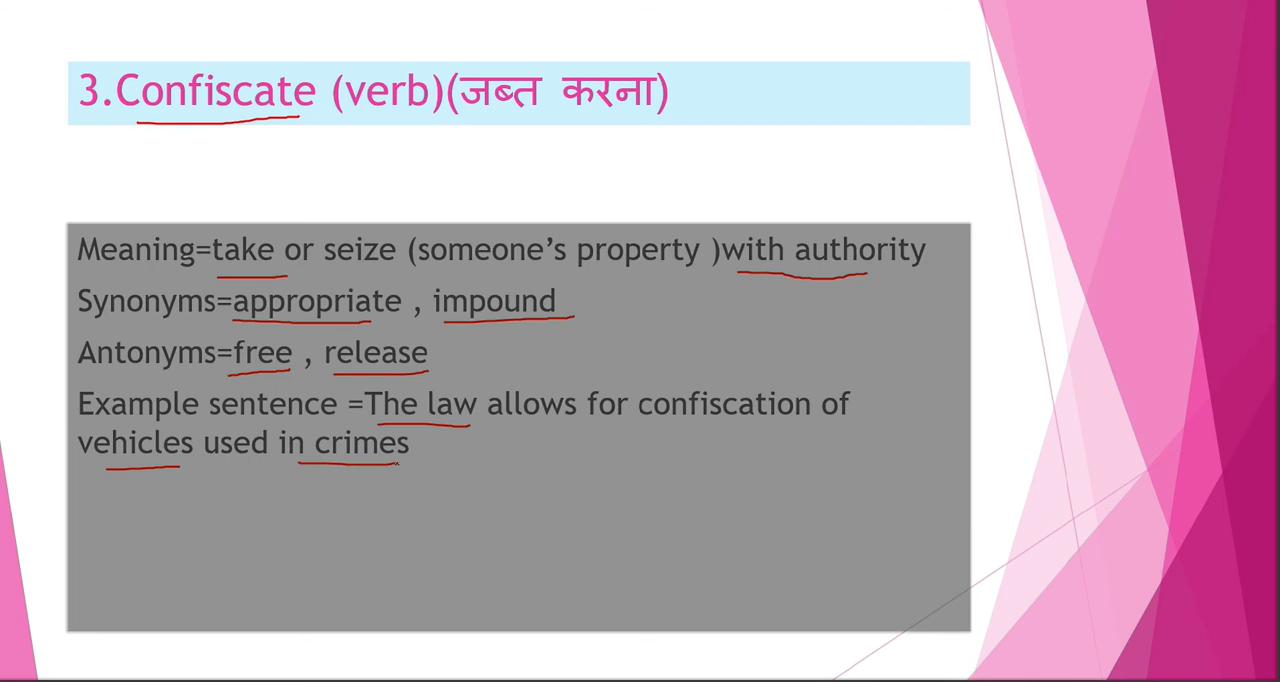 3.Confiscate (verb)(जब्त करना)
Meaning=take or seize (someone's property )with authority
Synonyms=appropriate , impound
Antonyms=free , release
Example sentence =The law allows for confiscation of
vehicles used in crimes